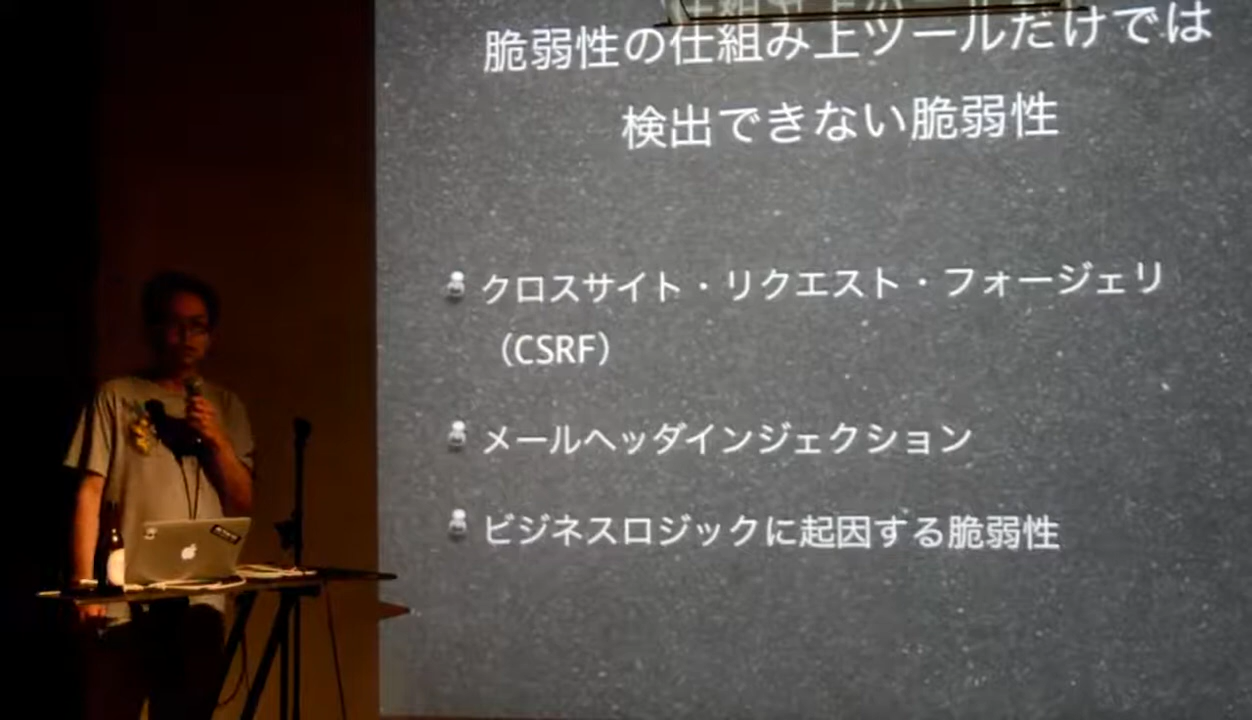 脆弱性の仕組み上ツールだけでは
検出できない脆弱性
クロスサイト・リクエスト・フォージェリ
（CSRF）
メールヘッダインジェクション
ビジネスロジックに起因する脆弱性